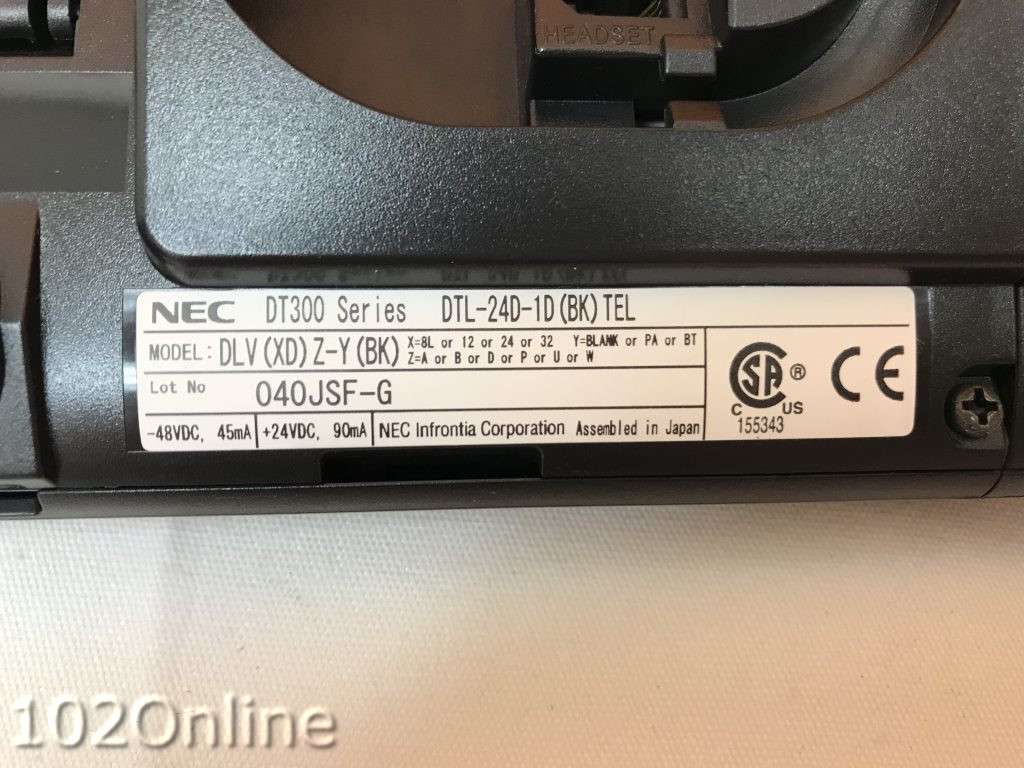 HEADSET
NEC DT300 Series DTL-24D-1D(BK)TEL
MODEL: DLV(XD)Z-Y(BK) X=8L or 12 or 24 or 32 Y=BLANK or PA or BT
Z=A or B or D or P or U or W
Lot No 040JSF-G
-48VDC, 45mA +24VDC, 90mA NEC Infrontia Corporation Assembled in Japan
CSA ®
C US
155343
CE
102Online